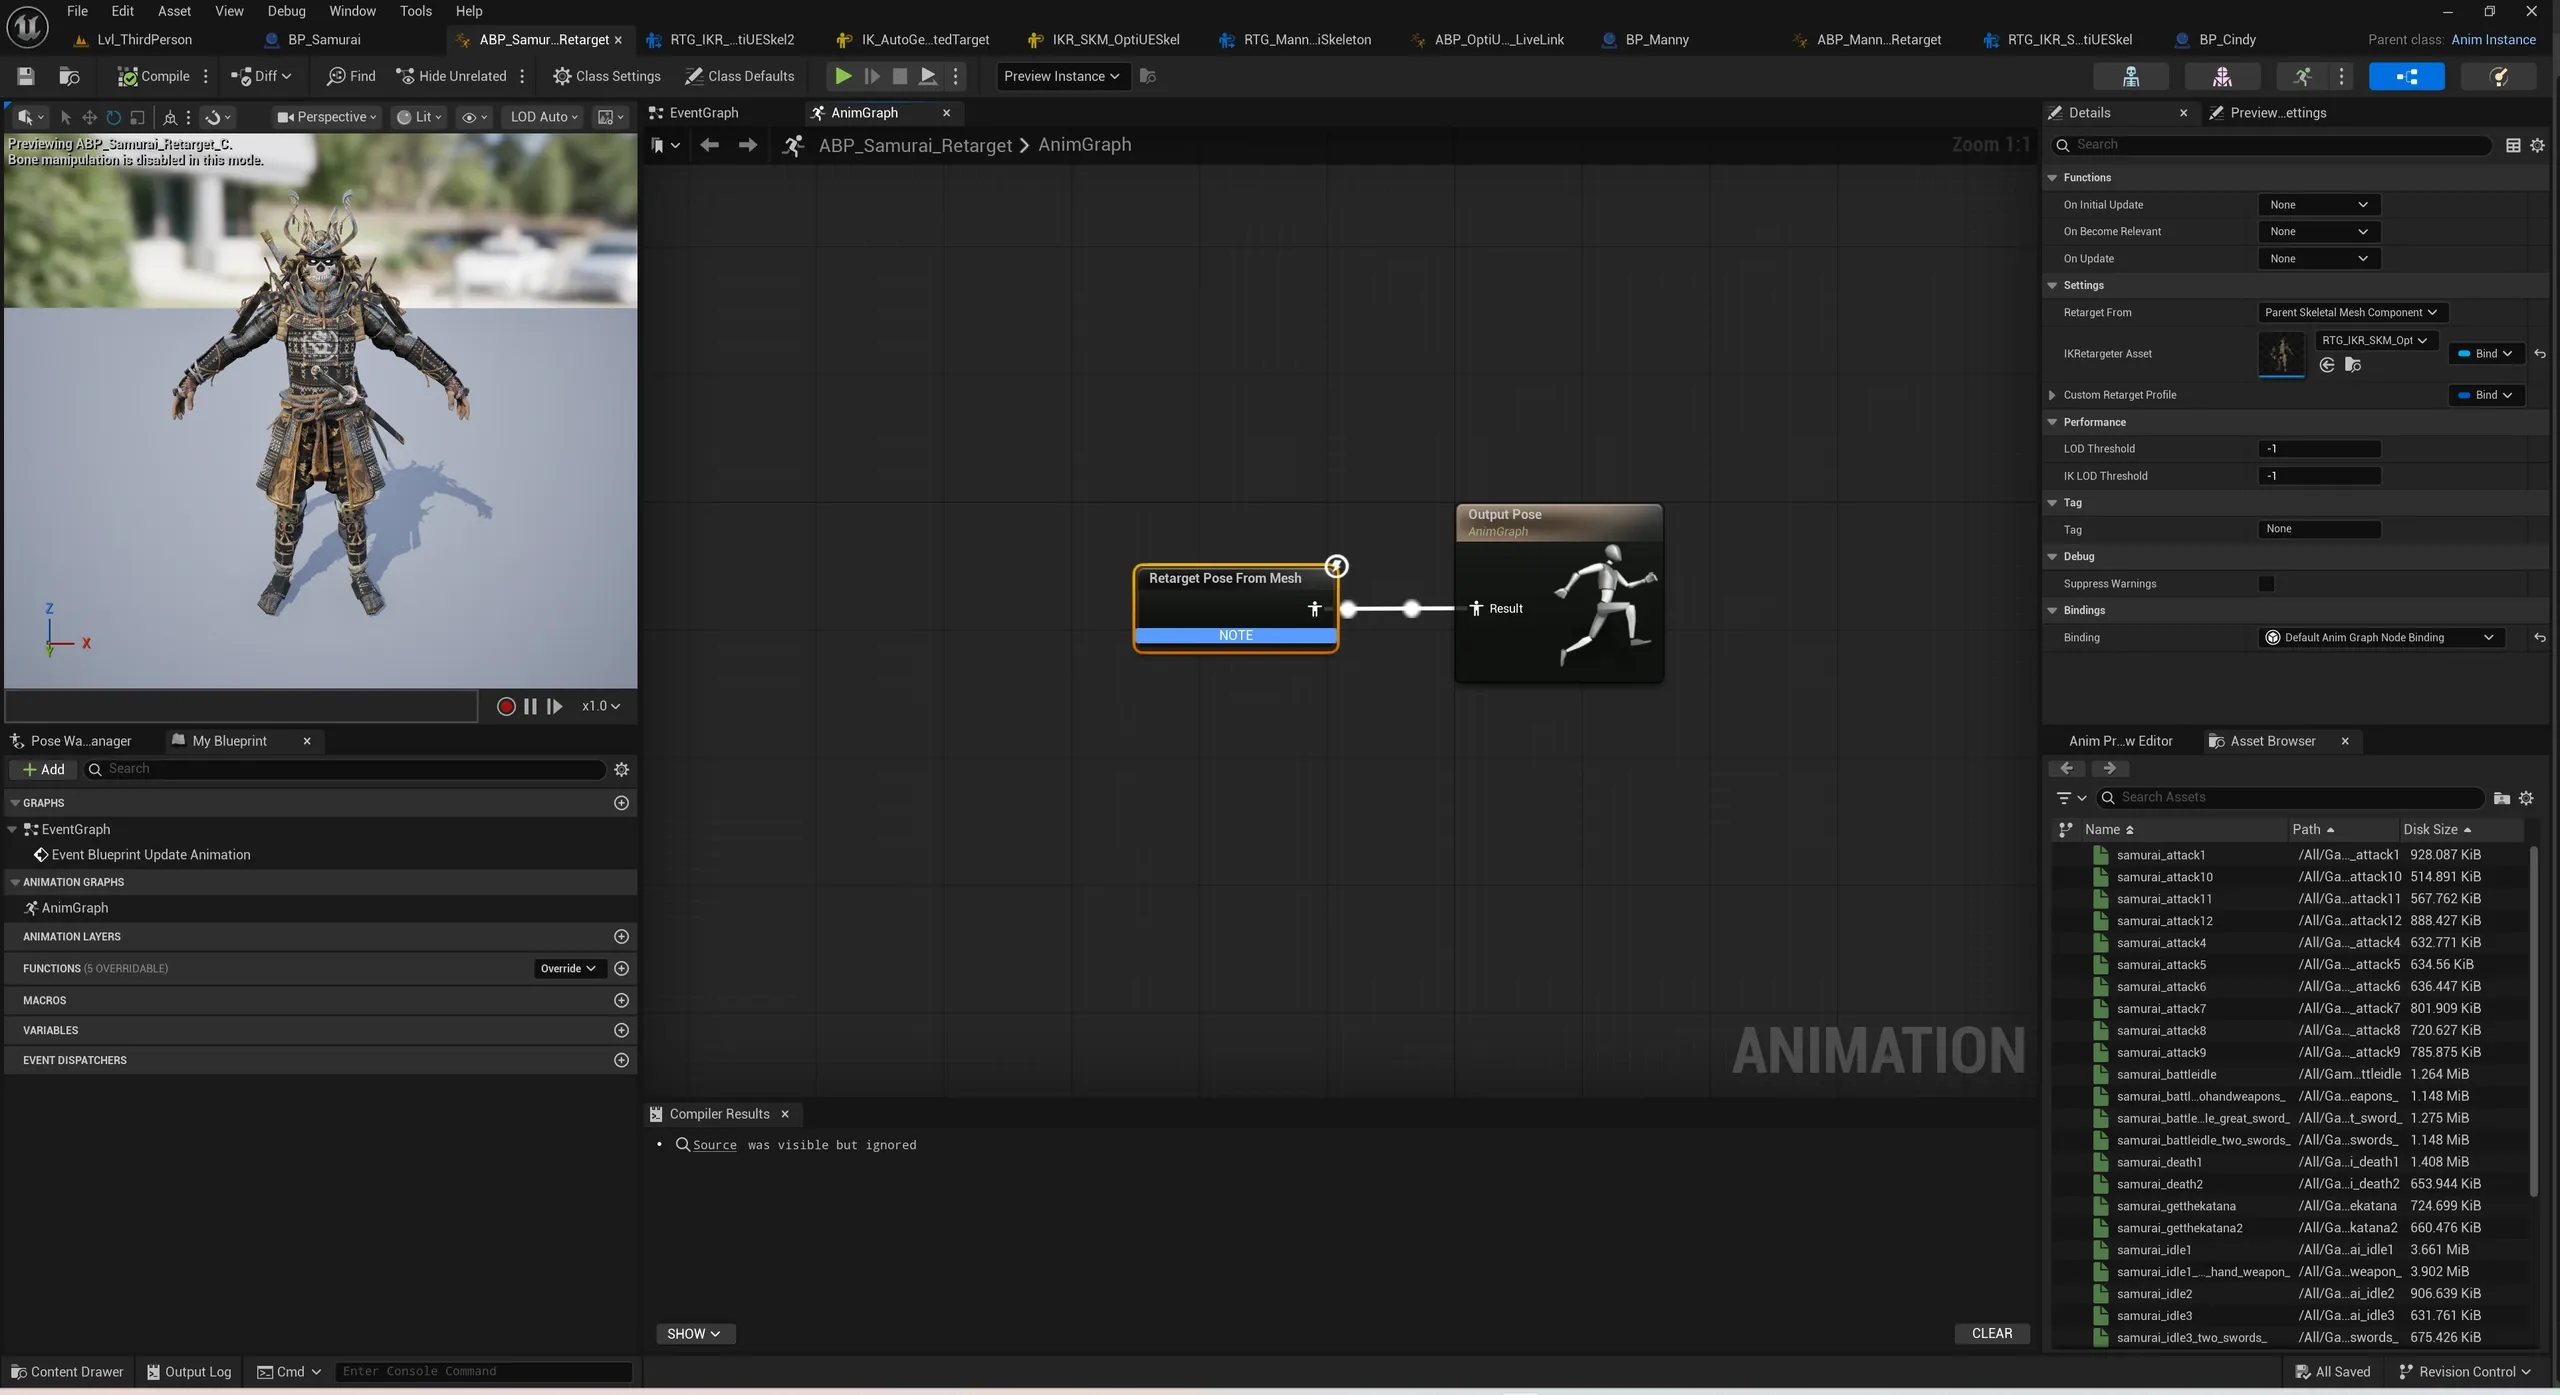 File Edit Asset View Debug Window Tools Help
Lvl_ThirdPerson BP_Samurai ABP_Samur...Retarget RTG_IKR_...tiUESkel2 IK_AutoGe...tedTarget IKR_SKM_OptiUESkel RTG_Mann...iSkeleton ABP_OptiU..._LiveLink BP_Manny ABP_Mann...Retarget RTG_IKR_S...tiUESkel BP_Cindy Parent class: Anim Instance
Compile Diff Find Hide Unrelated Class Settings Class Defaults Preview Instance
Perspective Lit LOD Auto
Previewing ABP_Samurai_Retarget_C.
Bone manipulation is disabled in this mode.
Z
X
Y
x1.0
EventGraph AnimGraph
ABP_Samurai_Retarget > AnimGraph Zoom 1:1
Retarget Pose From Mesh
NOTE
Output Pose
AnimGraph
Result
ANIMATION
Details Preview...ettings
Search
Functions
On Initial Update None
On Become Relevant None
On Update None
Settings
Retarget From Parent Skeletal Mesh Component
IKRetargeter Asset RTG_IKR_SKM_Opt Bind
Custom Retarget Profile Bind
Performance
LOD Threshold -1
IK LOD Threshold -1
Tag
Tag None
Debug
Suppress Warnings
Bindings
Binding Default Anim Graph Node Binding
Pose Wa...anager My Blueprint
Add Search
GRAPHS
EventGraph
Event Blueprint Update Animation
ANIMATION GRAPHS
AnimGraph
ANIMATION LAYERS
FUNCTIONS (5 OVERRIDABLE) Override
MACROS
VARIABLES
EVENT DISPATCHERS
Compiler Results
Source was visible but ignored
SHOW CLEAR
Anim Pr...w Editor Asset Browser
Search Assets
Name Path Disk Size
samurai_attack1 /All/Ga..._attack1 928.087 KiB
samurai_attack10 /All/Ga...attack10 514.891 KiB
samurai_attack11 /All/Ga...attack11 567.762 KiB
samurai_attack12 /All/Ga...attack12 888.427 KiB
samurai_attack4 /All/Ga..._attack4 632.771 KiB
samurai_attack5 /All/Ga..._attack5 634.56 KiB
samurai_attack6 /All/Ga..._attack6 636.447 KiB
samurai_attack7 /All/Ga..._attack7 801.909 KiB
samurai_attack8 /All/Ga..._attack8 720.627 KiB
samurai_attack9 /All/Ga..._attack9 785.875 KiB
samurai_battleidle /All/Gam...ttleidle 1.264 MiB
samurai_battl...ohandweapons_ /All/Ga...eapons_ 1.148 MiB
samurai_battle...le_great_sword_ /All/Ga...t_sword_ 1.275 MiB
samurai_battleidle_two_swords_ /All/Ga...swords_ 1.148 MiB
samurai_death1 /All/Ga...i_death1 1.408 MiB
samurai_death2 /All/Ga...i_death2 653.944 KiB
samurai_getthekatana /All/Ga...ekatana 724.699 KiB
samurai_getthekatana2 /All/Ga...katana2 660.476 KiB
samurai_idle1 /All/Ga...ai_idle1 3.661 MiB
samurai_idle1_..._hand_weapon_ /All/Ga...weapon_ 3.902 MiB
samurai_idle2 /All/Ga...ai_idle2 906.639 KiB
samurai_idle3 /All/Ga...ai_idle3 631.761 KiB
samurai_idle3_two_swords_ /All/Ga...swords_ 675.426 KiB
Content Drawer Output Log Cmd Enter Console Command All Saved Revision Control